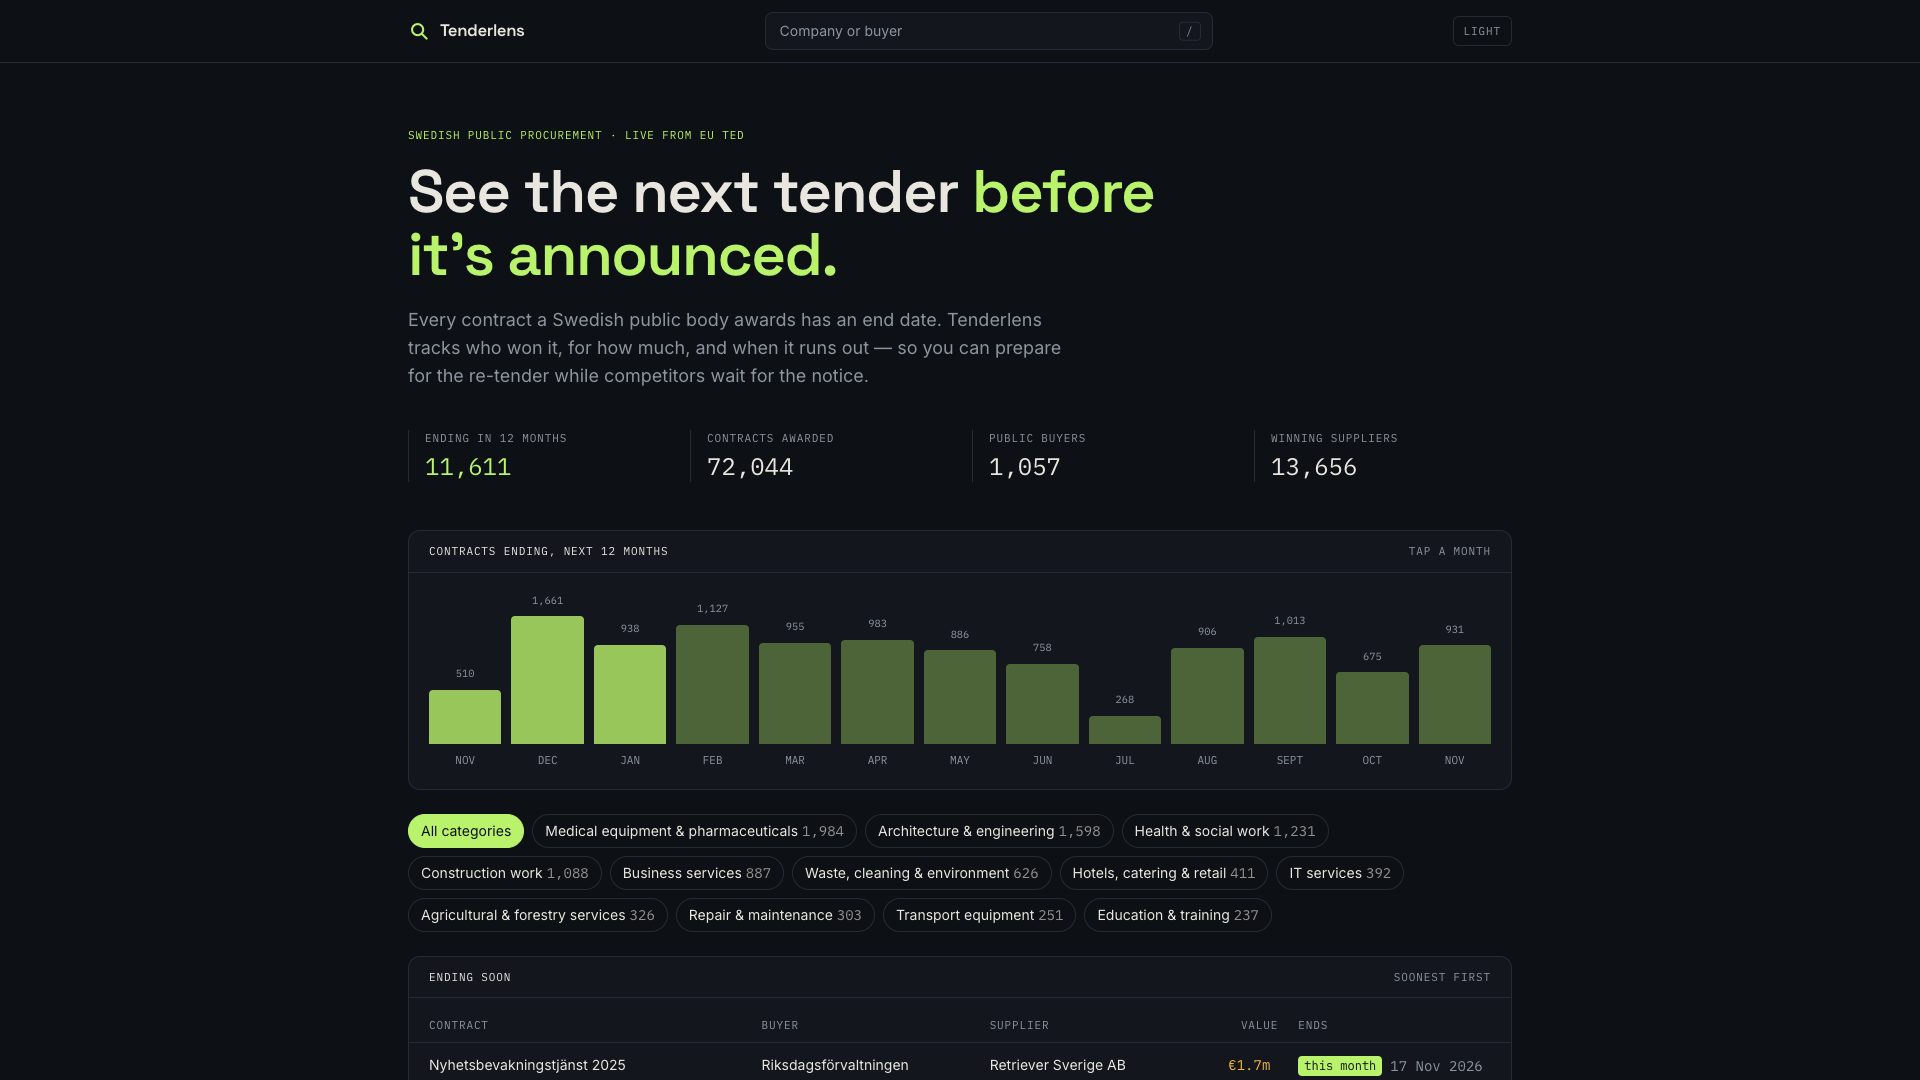 Tenderlens
Company or buyer /
LIGHT
SWEDISH PUBLIC PROCUREMENT · LIVE FROM EU TED
See the next tender before
it’s announced.
Every contract a Swedish public body awards has an end date. Tenderlens
tracks who won it, for how much, and when it runs out — so you can prepare
for the re-tender while competitors wait for the notice.
ENDING IN 12 MONTHS
11,611
CONTRACTS AWARDED
72,044
PUBLIC BUYERS
1,057
WINNING SUPPLIERS
13,656
CONTRACTS ENDING, NEXT 12 MONTHS
TAP A MONTH
510 1,661 938 1,127 955 983 886 758 268 906 1,013 675 931
NOV DEC JAN FEB MAR APR MAY JUN JUL AUG SEPT OCT NOV
All categories Medical equipment & pharmaceuticals 1,984 Architecture & engineering 1,598 Health & social work 1,231
Construction work 1,088 Business services 887 Waste, cleaning & environment 626 Hotels, catering & retail 411 IT services 392
Agricultural & forestry services 326 Repair & maintenance 303 Transport equipment 251 Education & training 237
ENDING SOON
SOONEST FIRST
CONTRACT BUYER SUPPLIER VALUE ENDS
Nyhetsbevakningstjänst 2025 Riksdagsförvaltningen Retriever Sverige AB €1.7m this month 17 Nov 2026